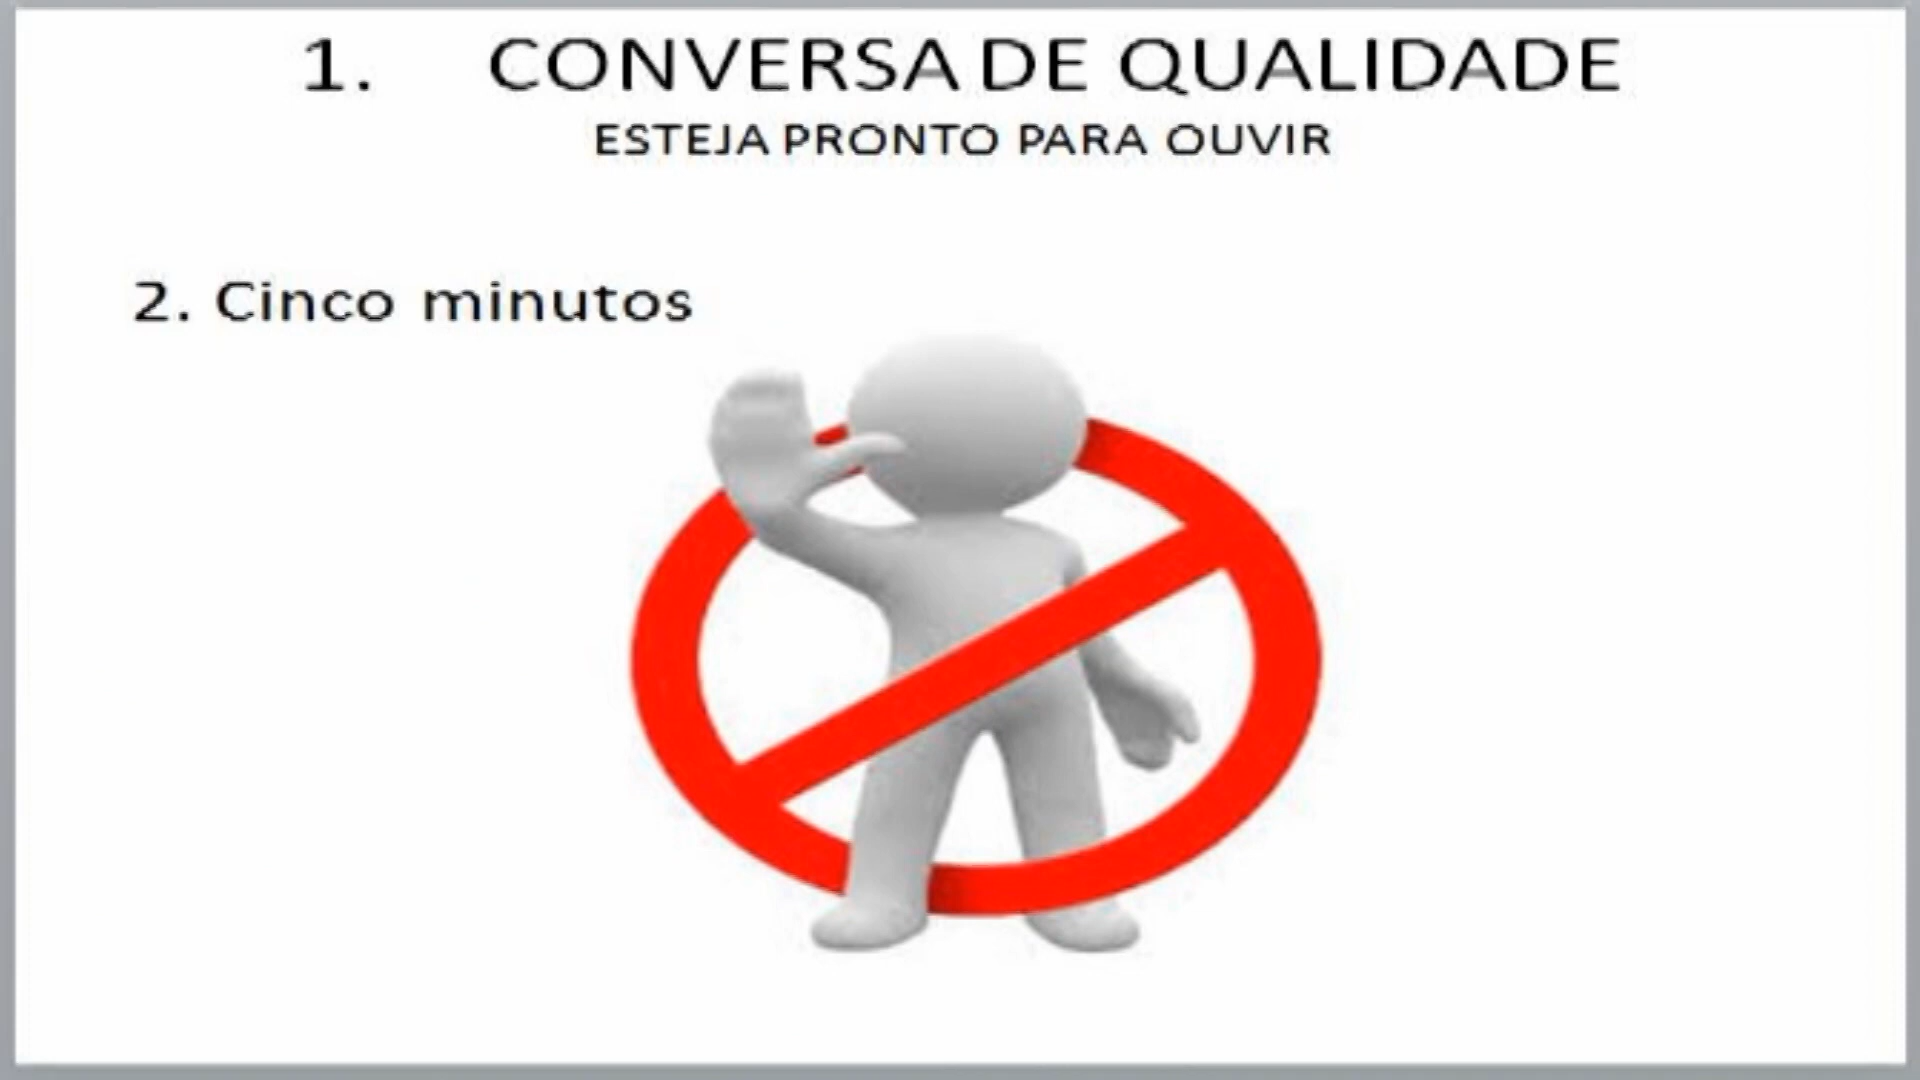 1. CONVERSA DE QUALIDADE
ESTEJA PRONTO PARA OUVIR
2. Cinco minutos